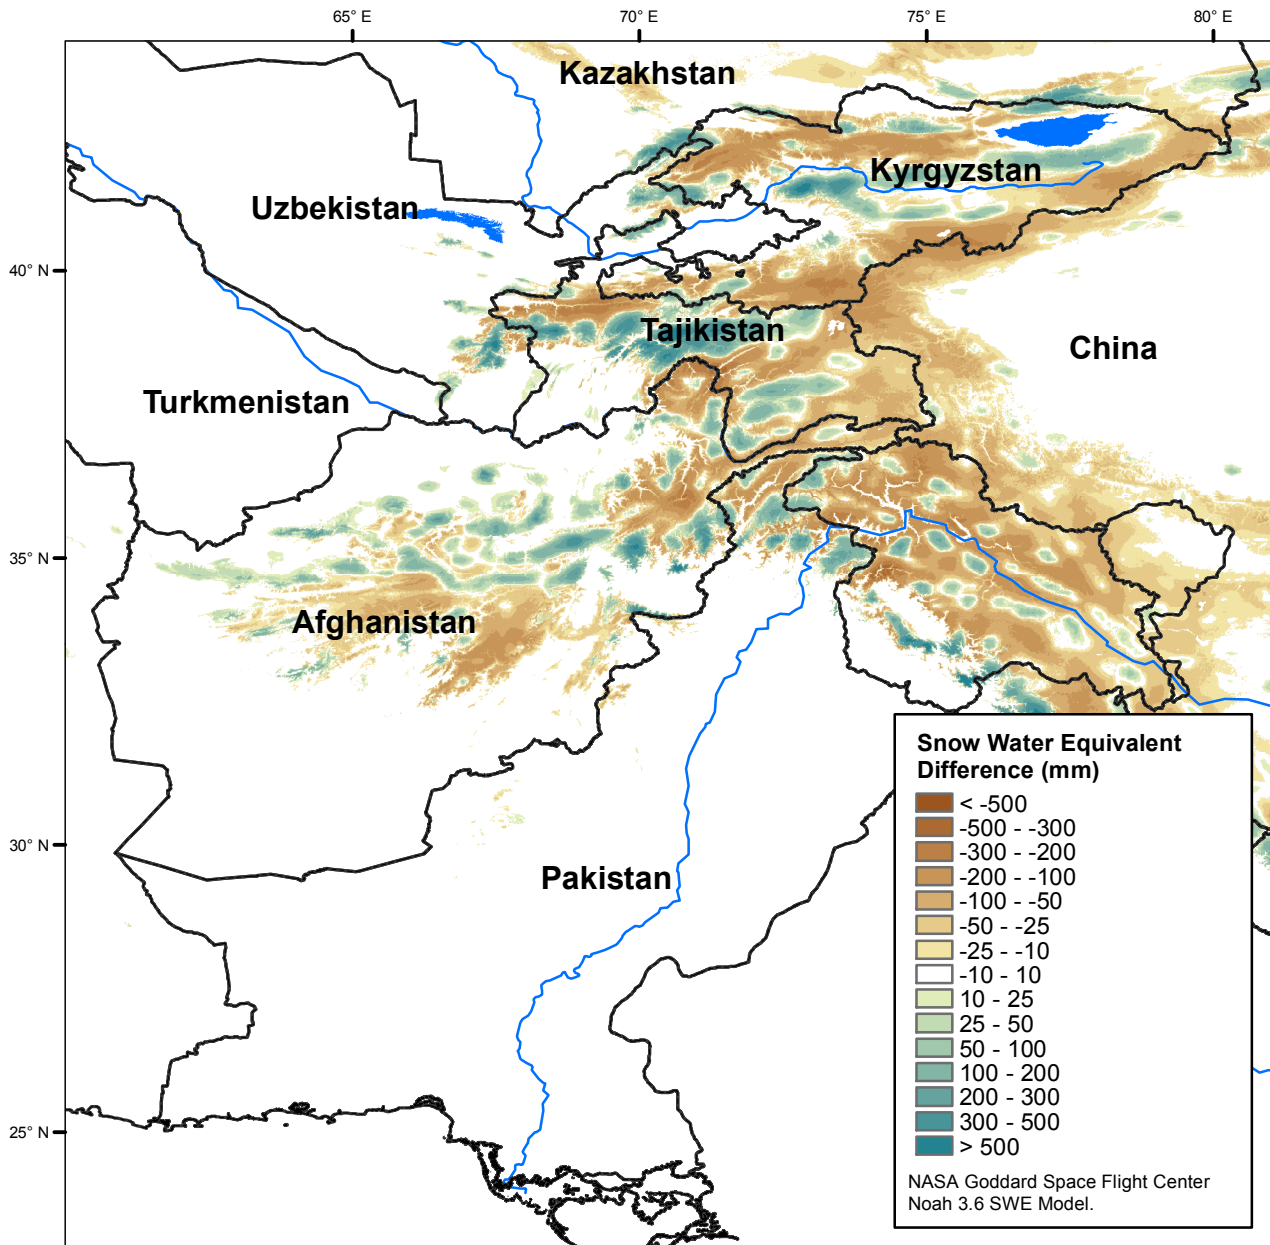 65° E
70° E
75° E
80° E
Kazakhstan
Kyrgyzstan
Uzbekistan
40° N
Tajikistan
China
Turkmenistan
35° N
Afghanistan
30° N
Pakistan
25° N
Snow Water Equivalent
Difference (mm)
< -500
-500 - -300
-300 - -200
-200 - -100
-100 - -50
-50 - -25
-25 - -10
-10 - 10
10 - 25
25 - 50
50 - 100
100 - 200
200 - 300
300 - 500
> 500
NASA Goddard Space Flight Center
Noah 3.6 SWE Model.